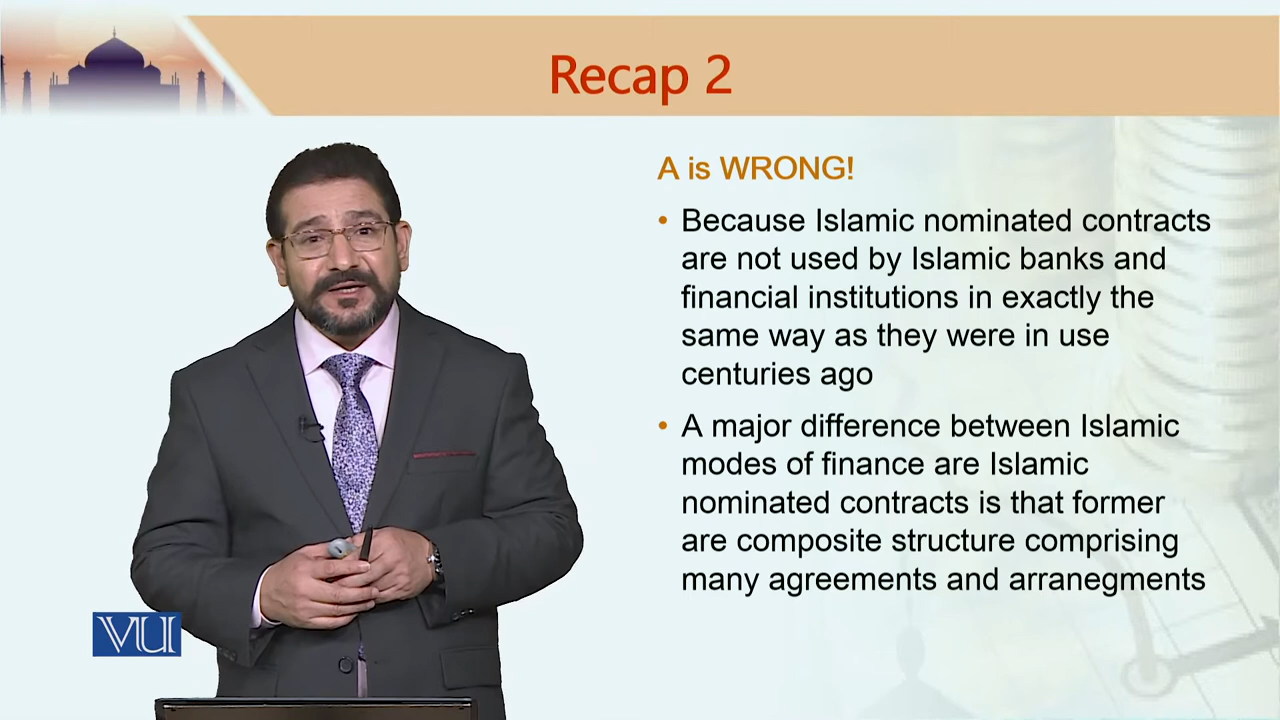 Recap 2
A is WRONG!
• Because Islamic nominated contracts
are not used by Islamic banks and
financial institutions in exactly the
same way as they were in use
centuries ago
• A major difference between Islamic
modes of finance are Islamic
nominated contracts is that former
are composite structure comprising
many agreements and arranegments
VU